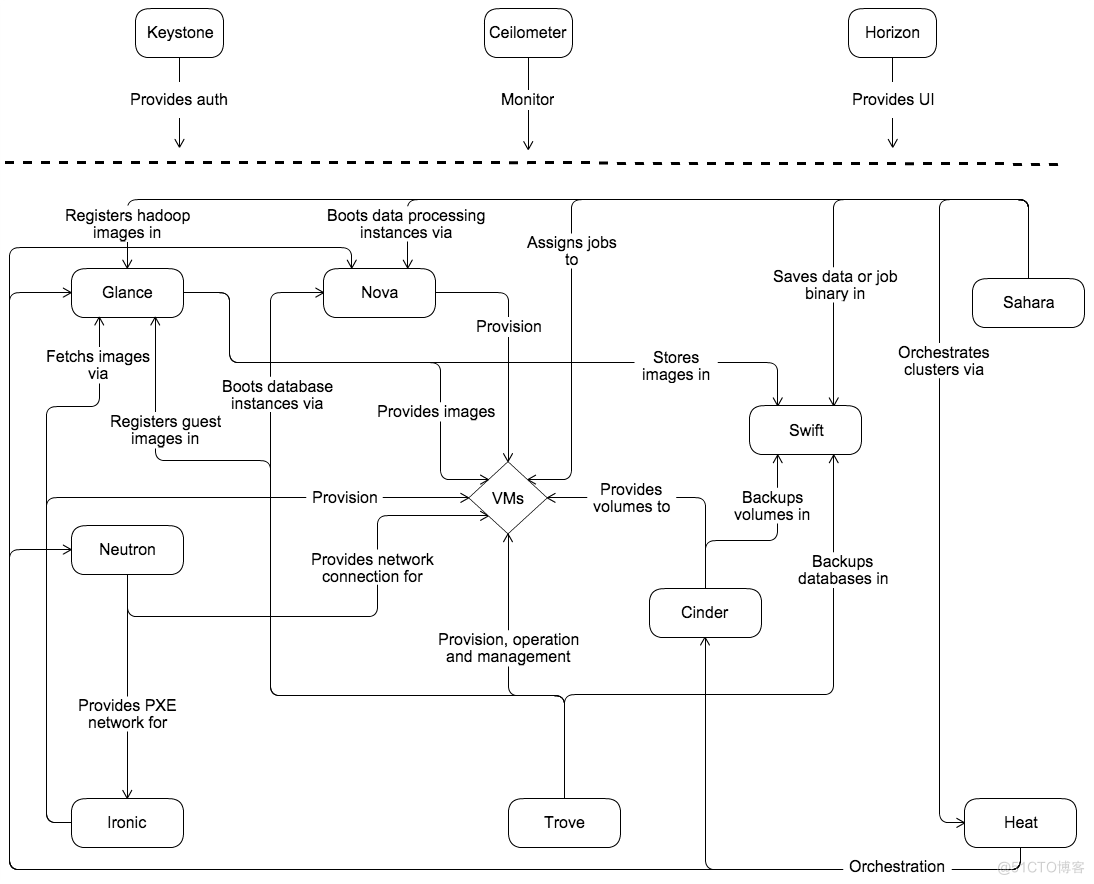 Keystone
Ceilometer
Horizon
Provides auth
Monitor
Provides UI
Registers hadoop
images in
Boots data processing
instances via
Assigns jobs
to
Saves data or job
binary in
Glance
Nova
Sahara
Provision
Fetchs images
via
Stores
images in
Orchestrates
clusters via
Boots database
instances via
Provides images
Registers guest
images in
Swift
Provision
VMs
Provides
volumes to
Backups
volumes in
Neutron
Provides network
connection for
Backups
databases in
Cinder
Provision, operation
and management
Provides PXE
network for
Ironic
Trove
Heat
Orchestration
@51CTO博客